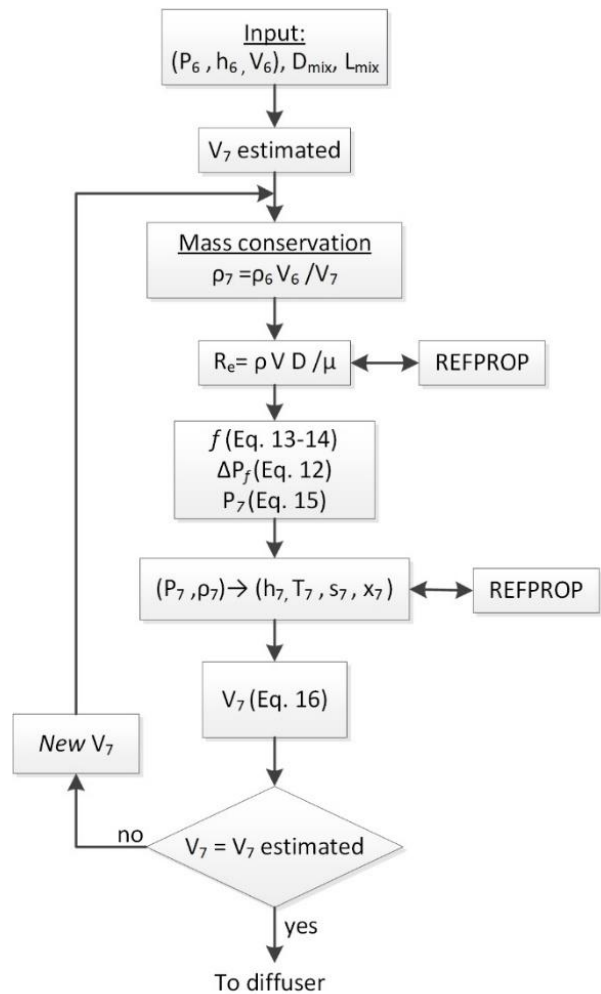 Input:
(P₆ , h₆, V₆), Dₘᵢₓ, Lₘᵢₓ
V₇ estimated
Mass conservation
ρ₇ =ρ₆ V₆ /V₇
Rₑ= ρ V D /μ
REFPROP
f (Eq. 13-14)
ΔP_f (Eq. 12)
P₇ (Eq. 15)
(P₇ ,ρ₇)→ (h₇, T₇ , s₇ , x₇ )
REFPROP
V₇ (Eq. 16)
New V₇
no
V₇ = V₇ estimated
yes
To diffuser